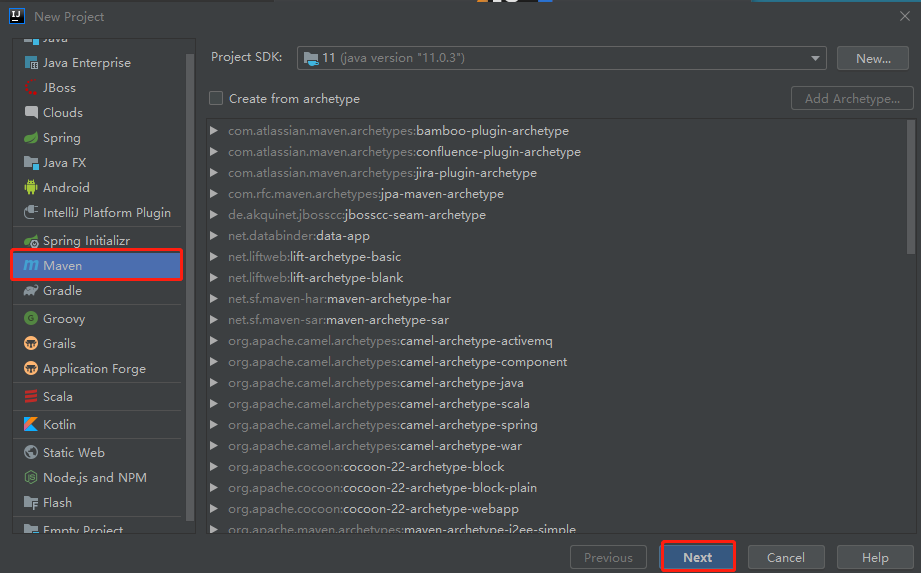 New Project
Java
Java Enterprise
JBoss
Clouds
Spring
Java FX
Android
IntelliJ Platform Plugin
Spring Initializr
Maven
Gradle
Groovy
Grails
Application Forge
Scala
Kotlin
Static Web
Node.js and NPM
Flash
Empty Project
Project SDK:
11 (java version "11.0.3")
New...
Create from archetype
Add Archetype...
com.atlassian.maven.archetypes:bamboo-plugin-archetype
com.atlassian.maven.archetypes:confluence-plugin-archetype
com.atlassian.maven.archetypes:jira-plugin-archetype
com.rfc.maven.archetypes:jpa-maven-archetype
de.akquinet.jbosscc:jbosscc-seam-archetype
net.databinder:data-app
net.liftweb:lift-archetype-basic
net.liftweb:lift-archetype-blank
net.sf.maven-har:maven-archetype-har
net.sf.maven-sar:maven-archetype-sar
org.apache.camel.archetypes:camel-archetype-activemq
org.apache.camel.archetypes:camel-archetype-component
org.apache.camel.archetypes:camel-archetype-java
org.apache.camel.archetypes:camel-archetype-scala
org.apache.camel.archetypes:camel-archetype-spring
org.apache.camel.archetypes:camel-archetype-war
org.apache.cocoon:cocoon-22-archetype-block
org.apache.cocoon:cocoon-22-archetype-block-plain
org.apache.cocoon:cocoon-22-archetype-webapp
org.apache.maven.archetypes:maven-archetype-j2ee-simple
Previous
Next
Cancel
Help